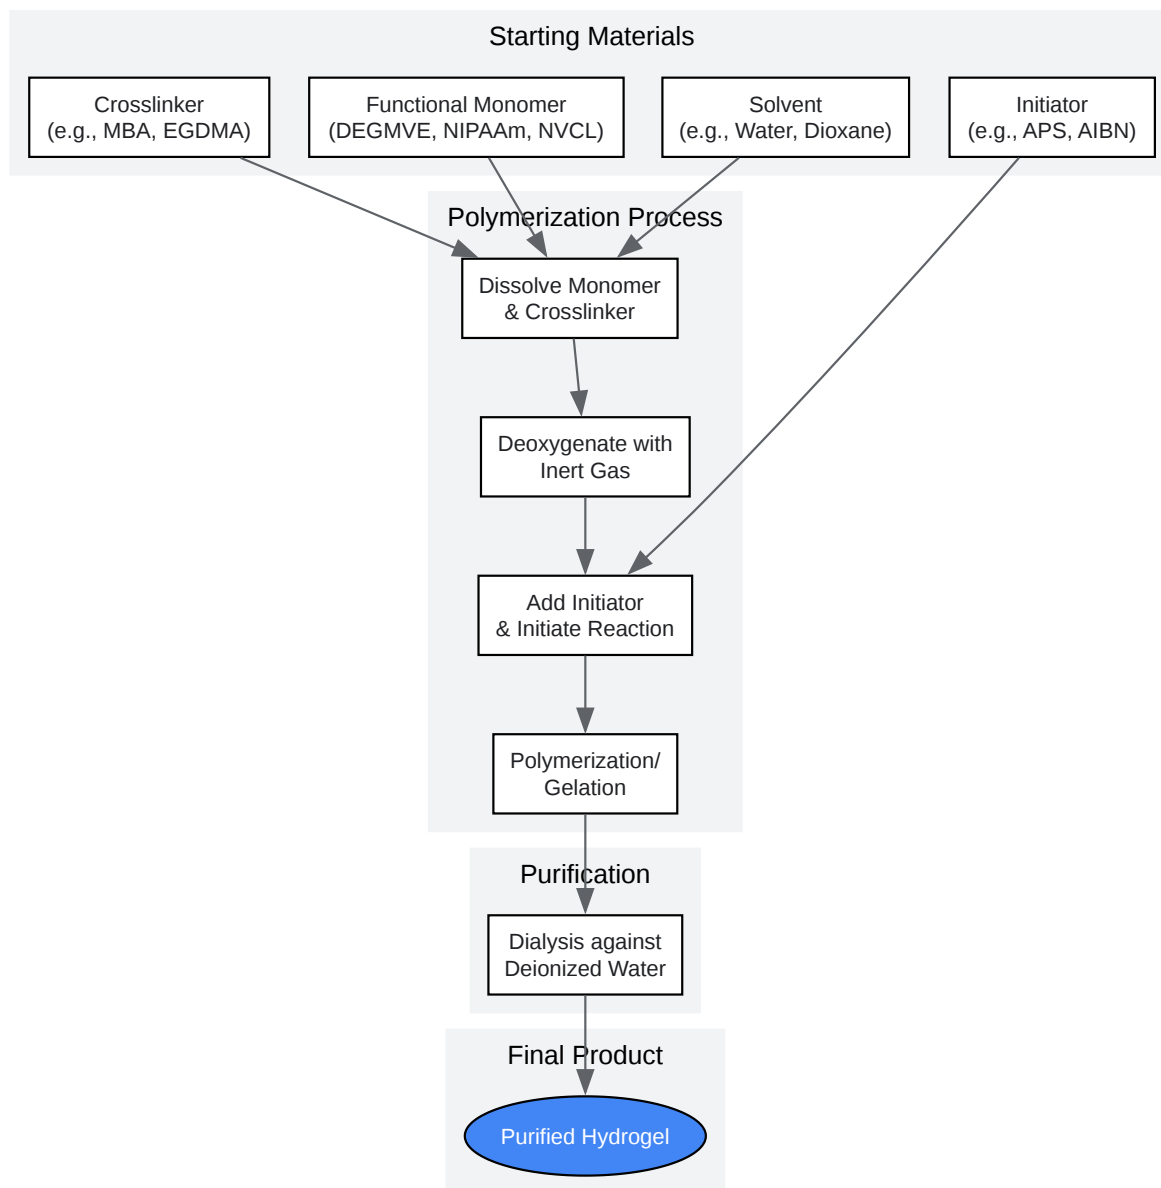 Starting Materials
Crosslinker
(e.g., MBA, EGDMA)
Functional Monomer
(DEGMVE, NIPAAm, NVCL)
Solvent
(e.g., Water, Dioxane)
Initiator
(e.g., APS, AIBN)
Polymerization Process
Dissolve Monomer
& Crosslinker
Deoxygenate with
Inert Gas
Add Initiator
& Initiate Reaction
Polymerization/
Gelation
Purification
Dialysis against
Deionized Water
Final Product
Purified Hydrogel